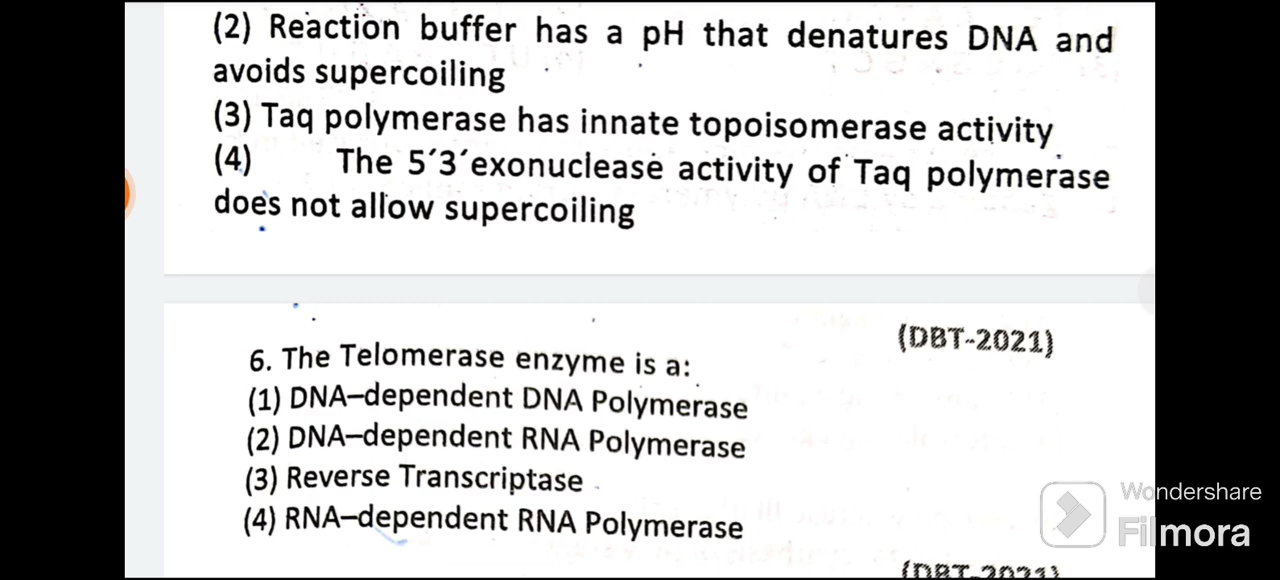 (2) Reaction buffer has a pH that denatures DNA and
avoids supercoiling
(3) Taq polymerase has innate topoisomerase activity
(4) The 5′3′exonuclease activity of Taq polymerase
does not allow supercoiling
(DBT-2021)
6. The Telomerase enzyme is a:
(1) DNA–dependent DNA Polymerase
(2) DNA–dependent RNA Polymerase
(3) Reverse Transcriptase
(4) RNA–dependent RNA Polymerase
Wondershare
Filmora
(DBT-2021)